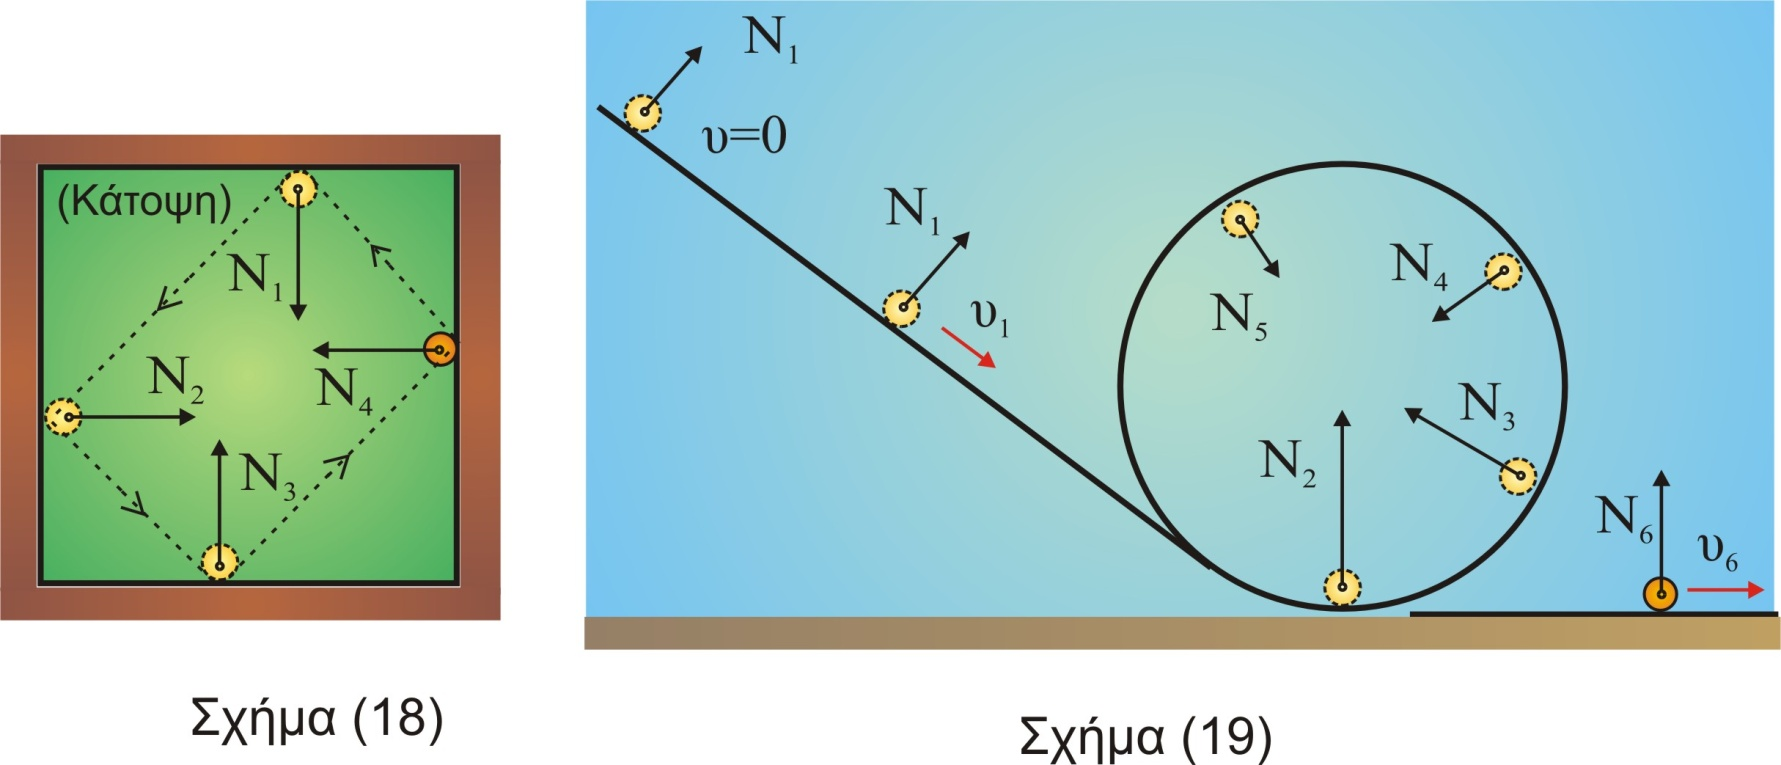 (Κάτοψη)
N₁
N₂
N₄
N₃
Σχήμα (18)
N₁
υ=0
N₁
υ₁
N₅
N₄
N₃
N₂
N₆
υ₆
Σχήμα (19)